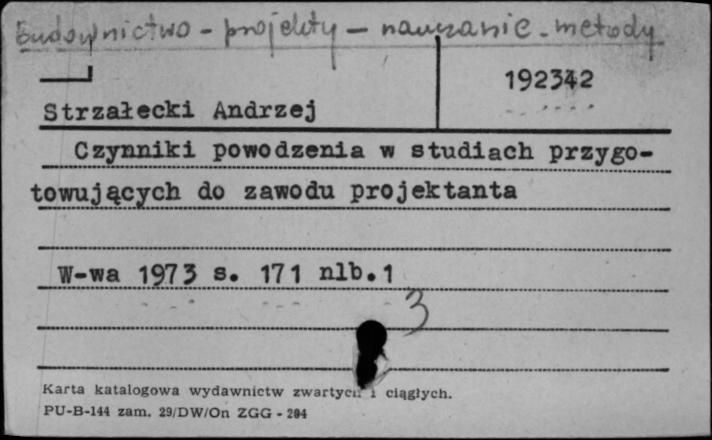 Budownictwo - projekty - nauczanie - metody
192342
Strzałecki Andrzej
Czynniki powodzenia w studiach przygo-
towujących do zawodu projektanta
W-wa 1973 s. 171 nlb.1
3
Karta katalogowa wydawnictw zwartych i ciągłych.
PU-B-144 zam. 29/DW/On ZGG - 294